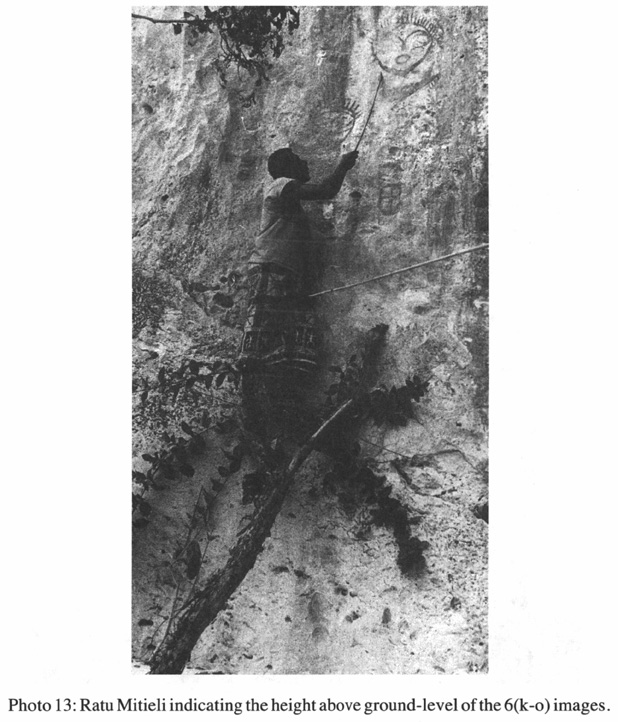 Photo 13: Ratu Mitieli indicating the height above ground-level of the 6(k-o) images.